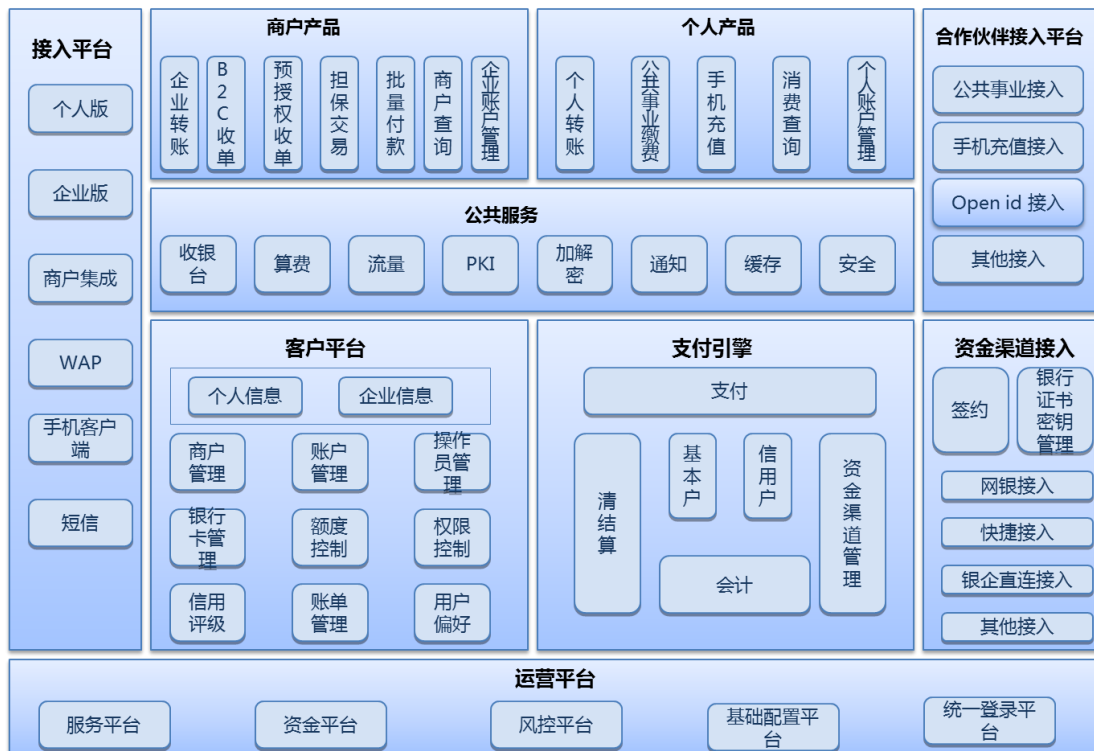 接入平台
个人版
企业版
商户集成
WAP
手机客户
端
短信
商户产品
企业转账
B2C收单
预授权收单
担保交易
批量付款
商户查询
企业账户管理
个人产品
个人转账
公共事业缴费
手机充值
消费查询
个人账户管理
合作伙伴接入平台
公共事业接入
手机充值接入
Open id 接入
其他接入
公共服务
收银
台
算费
流量
PKI
加解
密
通知
缓存
安全
客户平台
个人信息
企业信息
商户
管理
账户
管理
操作
员管
理
银行
卡管
理
额度
控制
权限
控制
信用
评级
账单
管理
用户
偏好
支付引擎
支付
清结算
基本户
信用户
资金渠道管理
会计
资金渠道接入
签约
银行
证书
密钥
管理
网银接入
快捷接入
银企直连接入
其他接入
运营平台
服务平台
资金平台
风控平台
基础配置平
台
统一登录平
台